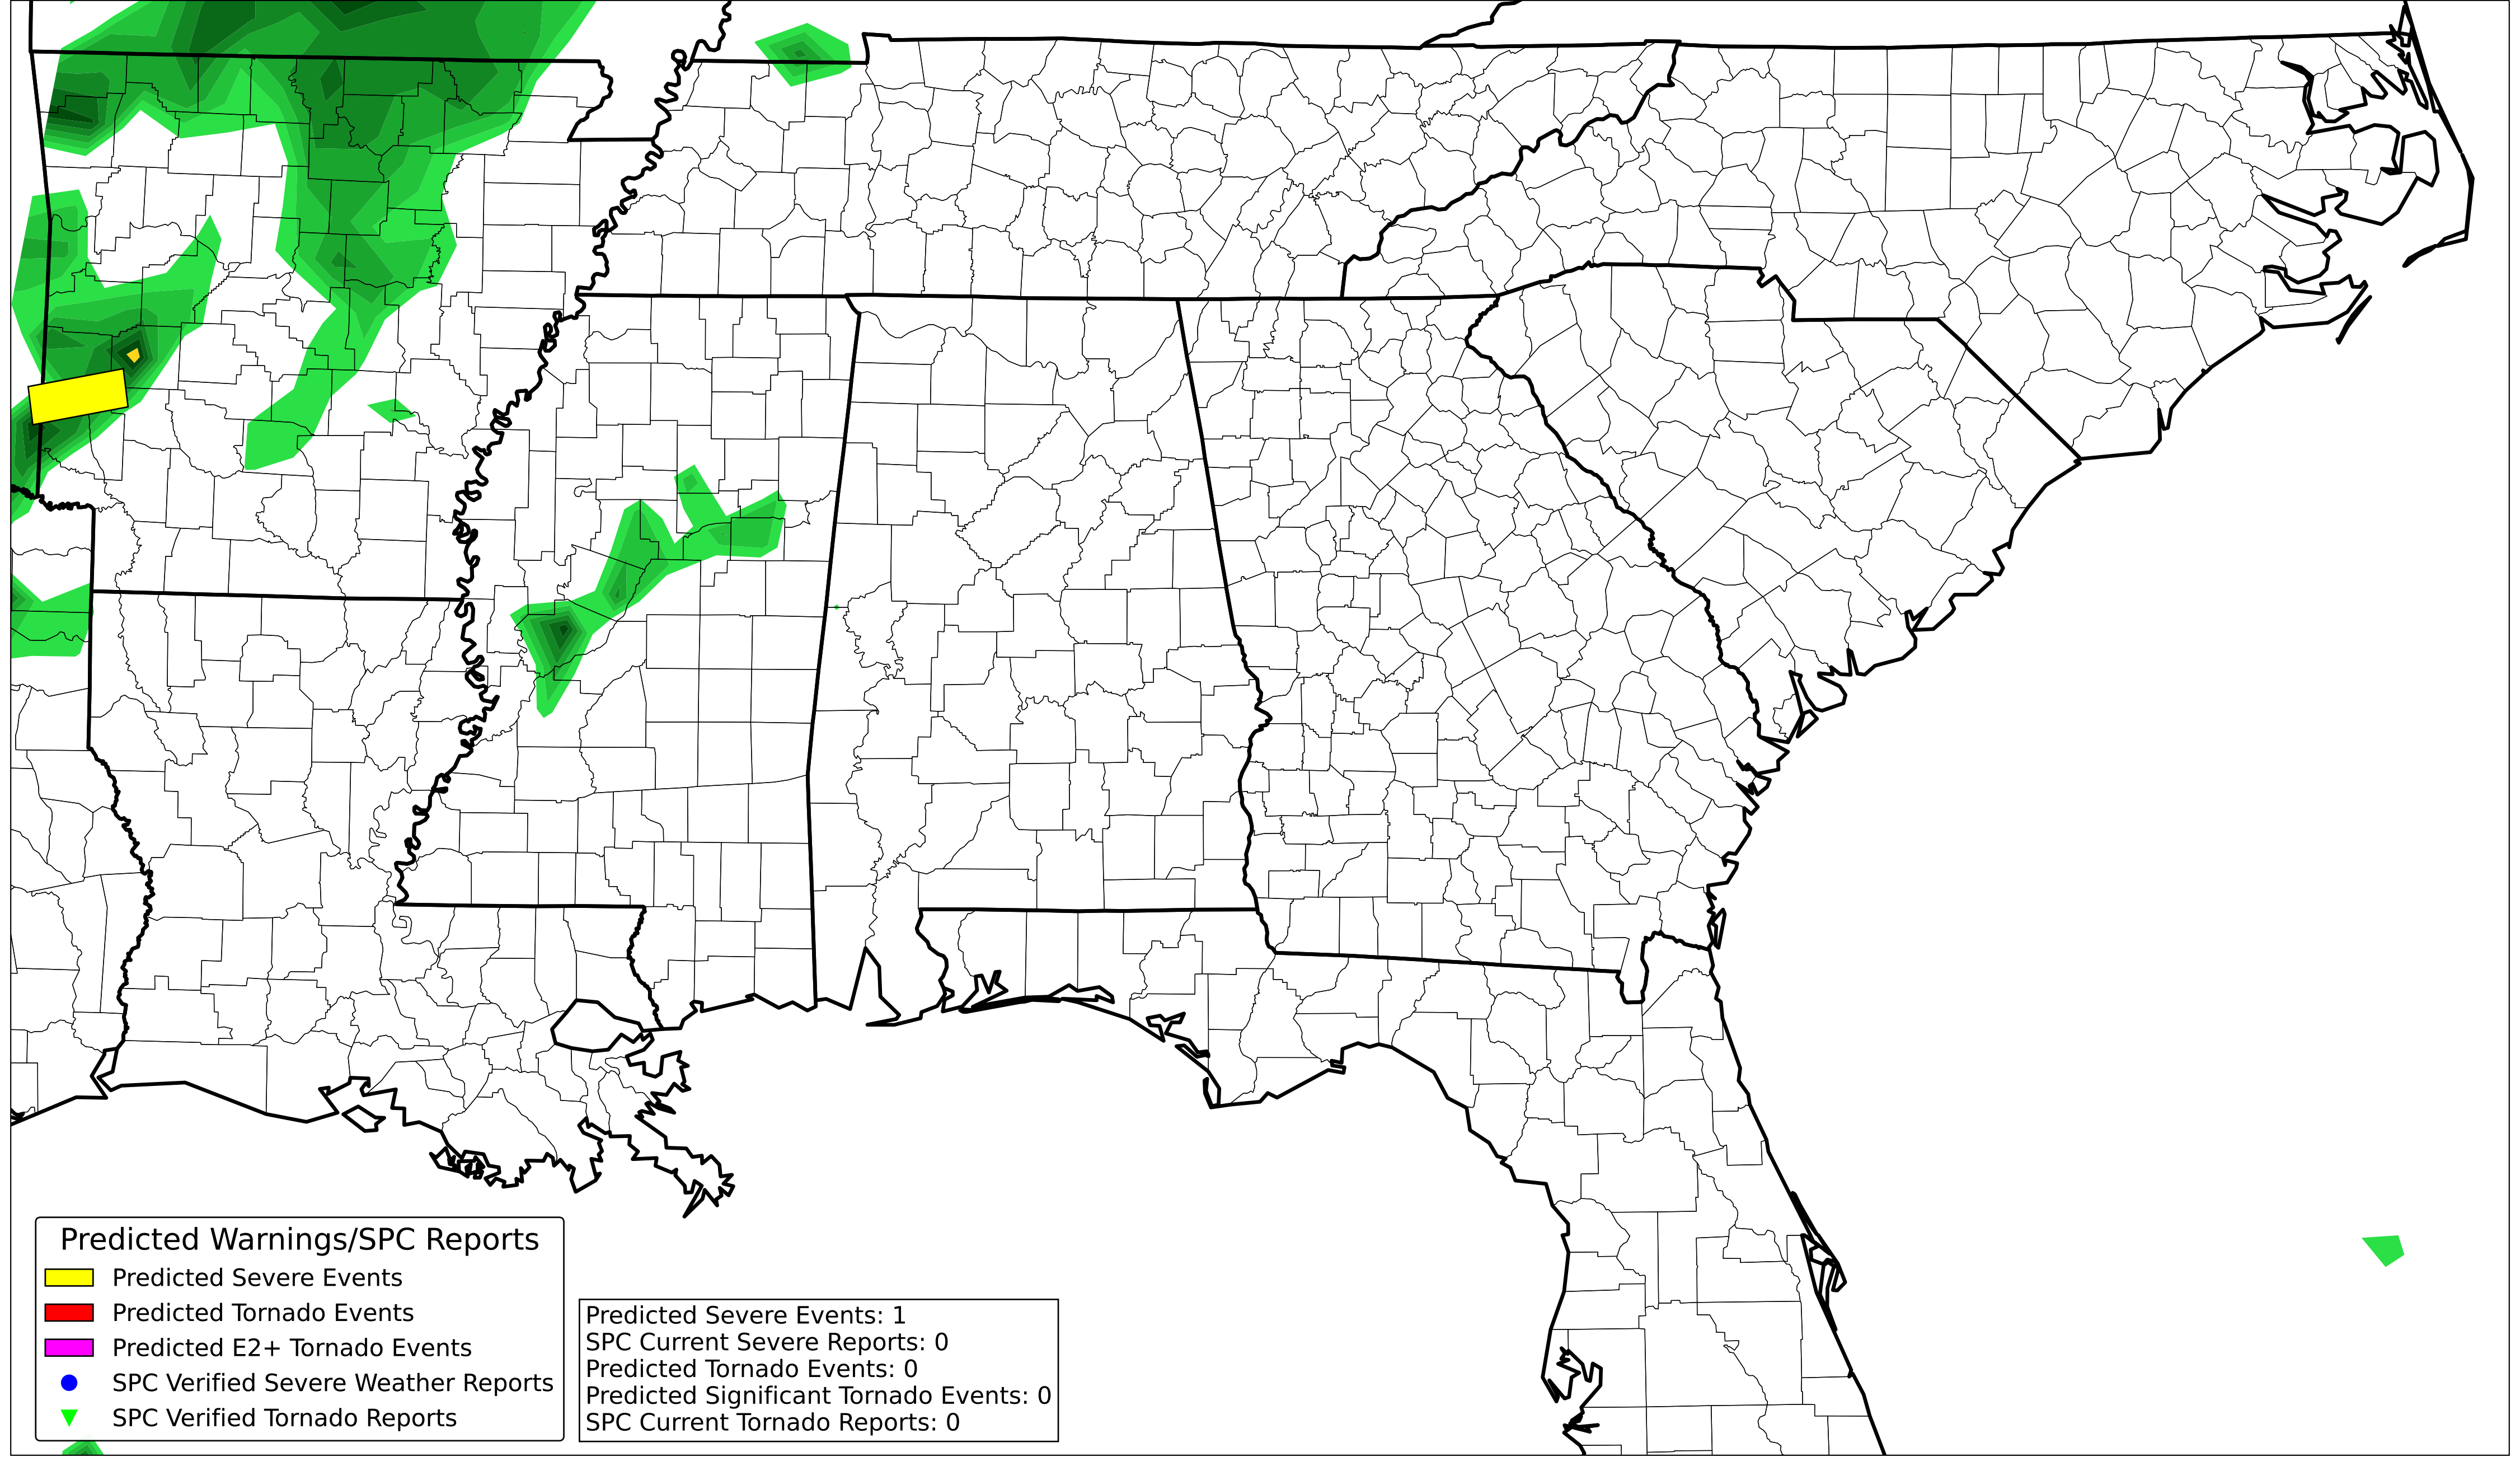 Predicted Warnings/SPC Reports
Predicted Severe Events
Predicted Tornado Events
Predicted E2+ Tornado Events
SPC Verified Severe Weather Reports
SPC Verified Tornado Reports
Predicted Severe Events: 1
SPC Current Severe Reports: 0
Predicted Tornado Events: 0
Predicted Significant Tornado Events: 0
SPC Current Tornado Reports: 0